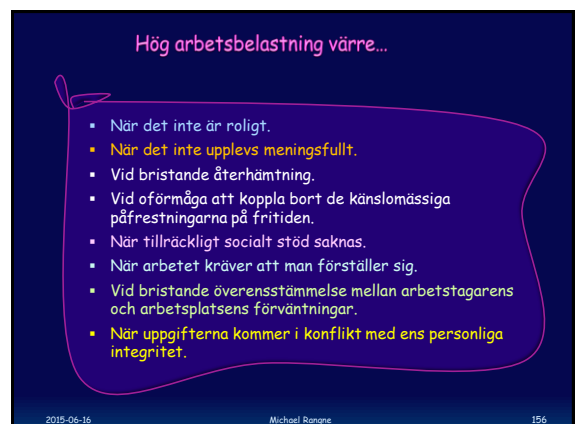 Hög arbetsbelastning värre...
▪ När det inte är roligt.
▪ När det inte upplevs meningsfullt.
▪ Vid bristande återhämtning.
▪ Vid oförmåga att koppla bort de känslomässiga
påfrestningarna på fritiden.
▪ När tillräckligt socialt stöd saknas.
▪ När arbetet kräver att man förställer sig.
▪ Vid bristande överensstämmelse mellan arbetstagarens
och arbetsplatsens förväntningar.
▪ När uppgifterna kommer i konflikt med ens personliga
integritet.
2015-06-16 Michael Rangne 156